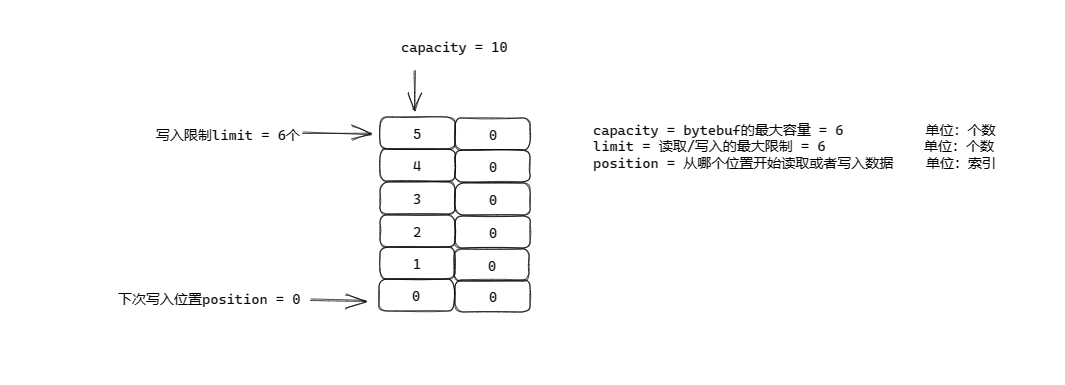 capacity = 10
写入限制limit = 6个
5 0
4 0
3 0
2 0
1 0
0 0
下次写入位置position = 0
capacity = bytebuf的最大容量 = 6 单位：个数
limit = 读取/写入的最大限制 = 6 单位：个数
position = 从哪个位置开始读取或者写入数据 单位：索引